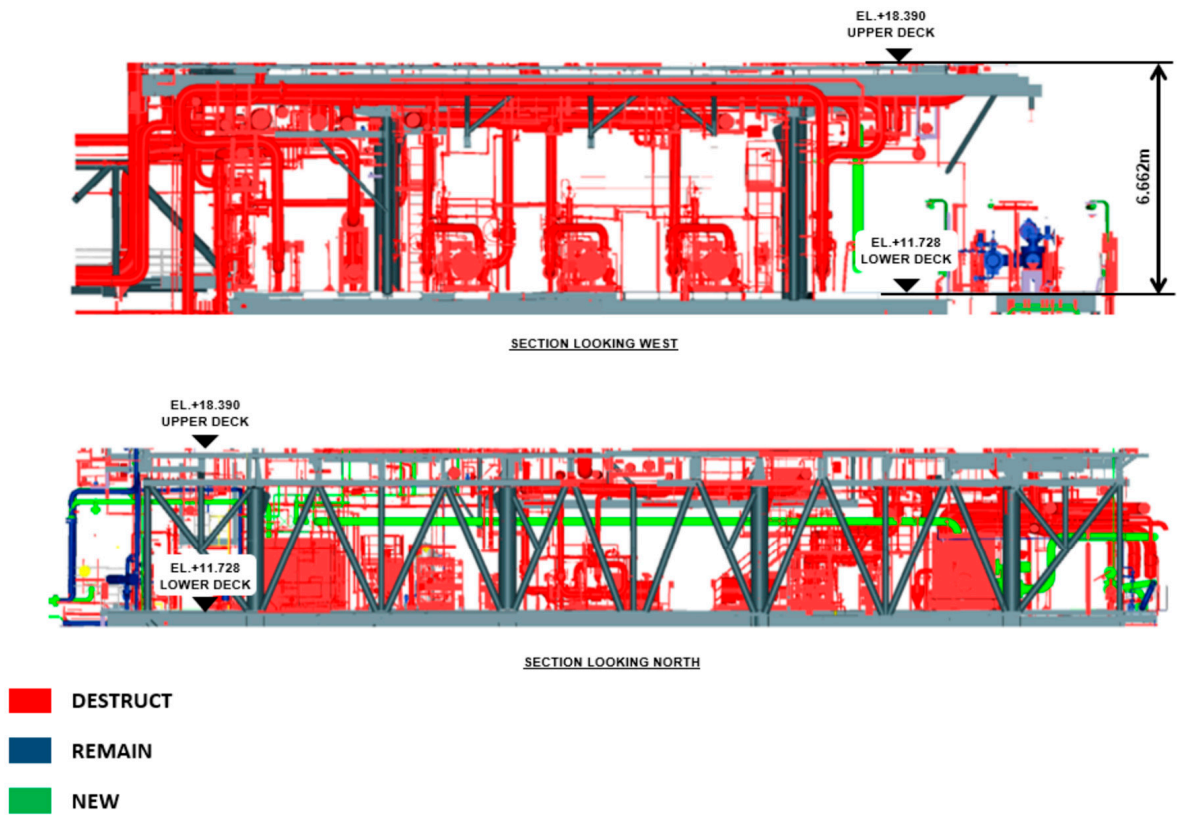 EL.+18.390
UPPER DECK
6.662m
EL.+11.728
LOWER DECK
SECTION LOOKING WEST
EL.+18.390
UPPER DECK
EL.+11.728
LOWER DECK
SECTION LOOKING NORTH
DESTRUCT
REMAIN
NEW